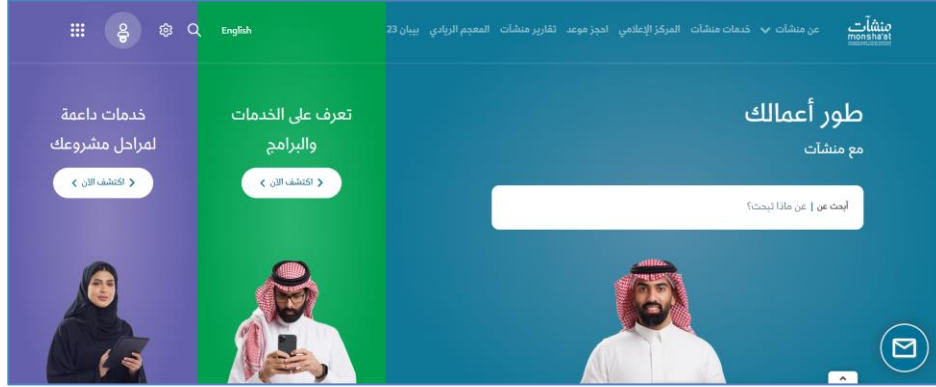 منشآت
monsha'at
عن منشآت خدمات منشآت المركز الإعلامي احجز موعد تقارير منشآت المعجم الريادي بيبان 23
English
طور أعمالك
مع منشآت
أبحث عن | عن ماذا تبحث؟
تعرف على الخدمات
والبرامج
اكتشف الآن
خدمات داعمة
لمراحل مشروعك
اكتشف الآن